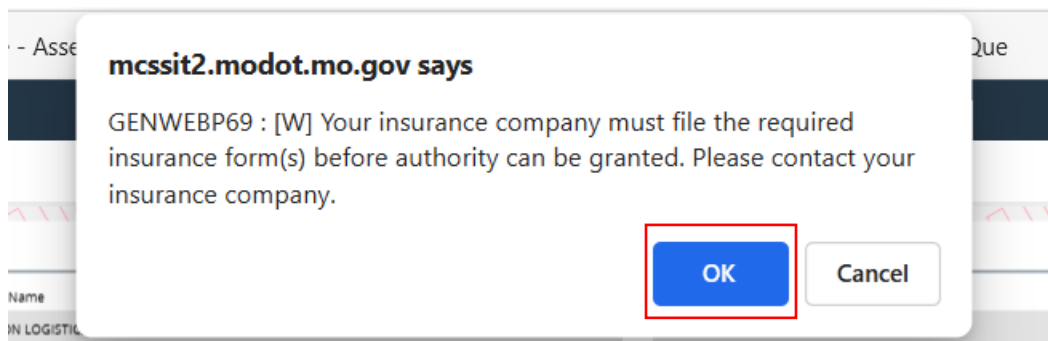 - Asse
Que
mcssit2.modot.mo.gov says
GENWEBP69 : [W] Your insurance company must file the required
insurance form(s) before authority can be granted. Please contact your
insurance company.
OK
Cancel
Name
ON LOGISTIC